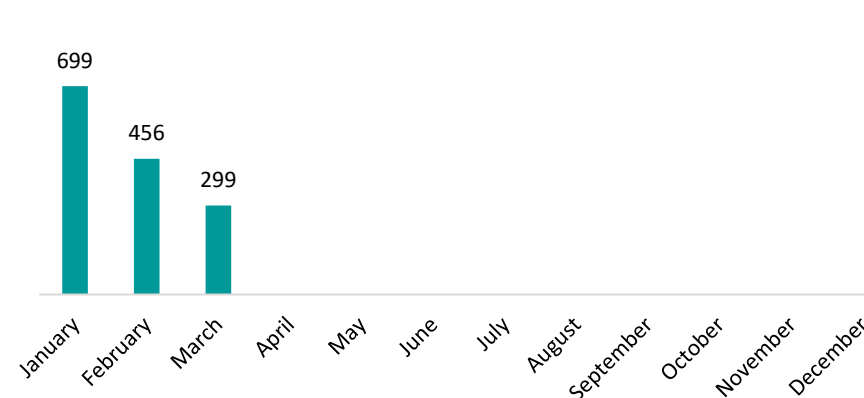 699
456
299
January
February
March
April
May
June
July
August
September
October
November
December